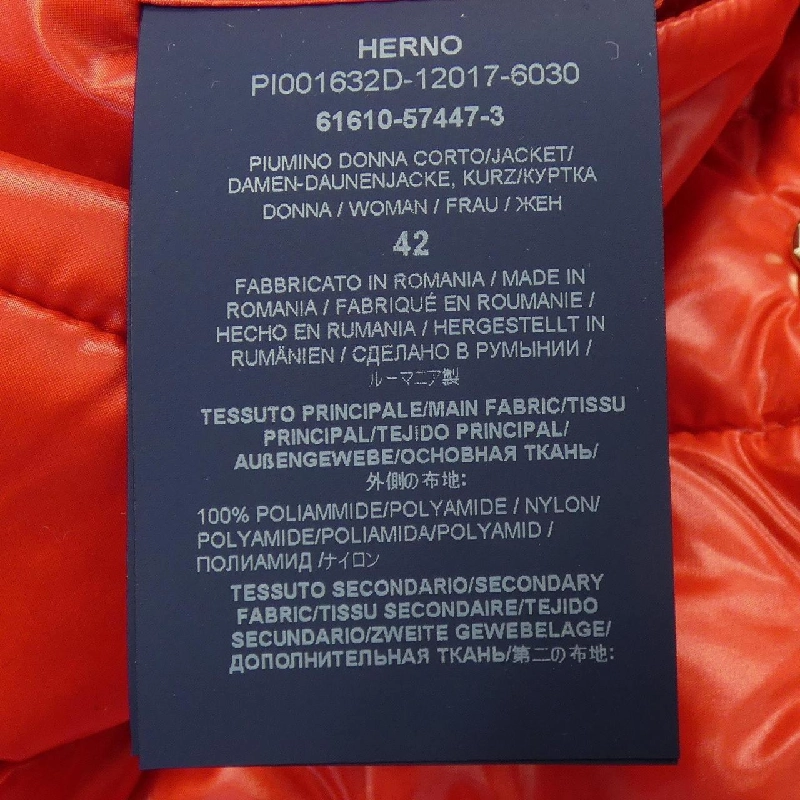 HERNO
PI001632D-12017-6030
61610-57447-3
PIUMINO DONNA CORTO/JACKET/
DAMEN-DAUNENJACKE, KURZ/КУРТКА
DONNA / WOMAN / FRAU / ЖЕН
42
FABBRICATO IN ROMANIA / MADE IN
ROMANIA / FABRIQUÉ EN ROUMANIE /
HECHO EN RUMANIA / HERGESTELLT IN
RUMÄNIEN / СДЕЛАНО В РУМЫНИИ /
ルーマニア製
TESSUTO PRINCIPALE/MAIN FABRIC/TISSU
PRINCIPAL/TEJIDO PRINCIPAL/
AUßENGEWEBE/ОСНОВНАЯ ТКАНЬ/
外側の布地:
100% POLIAMMIDE/POLYAMIDE / NYLON/
POLYAMIDE/POLIAMIDA/POLYAMID /
ПОЛИАМИД /ナイロン
TESSUTO SECONDARIO/SECONDARY
FABRIC/TISSU SECONDAIRE/TEJIDO
SECUNDARIO/ZWEITE GEWEBELAGE/
ДОПОЛНИТЕЛЬНАЯ ТКАНЬ/第二の布地: